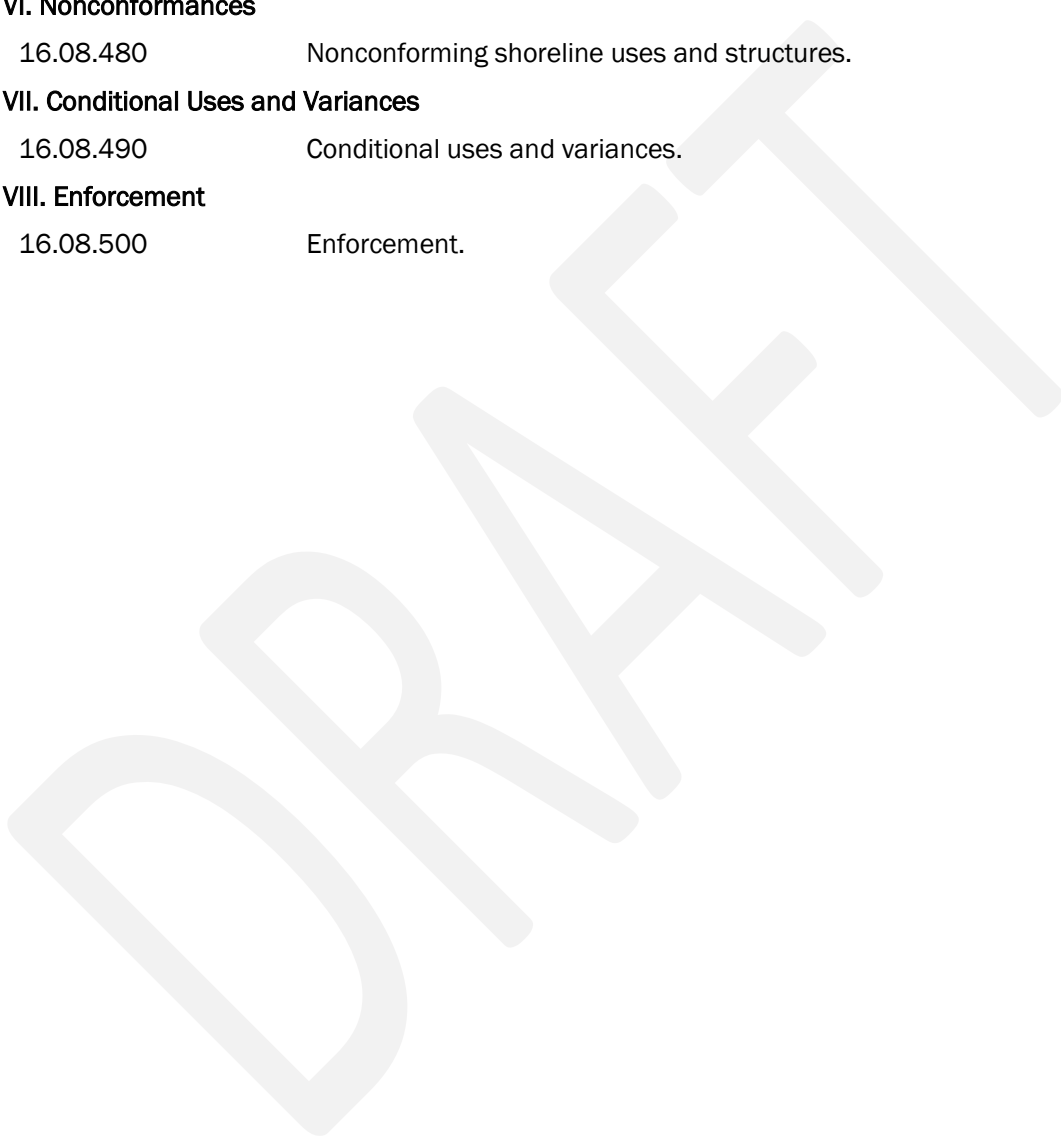 VI. Nonconformances
16.08.480 Nonconforming shoreline uses and structures.
VII. Conditional Uses and Variances
16.08.490 Conditional uses and variances.
VIII. Enforcement
16.08.500 Enforcement.
DRAFT